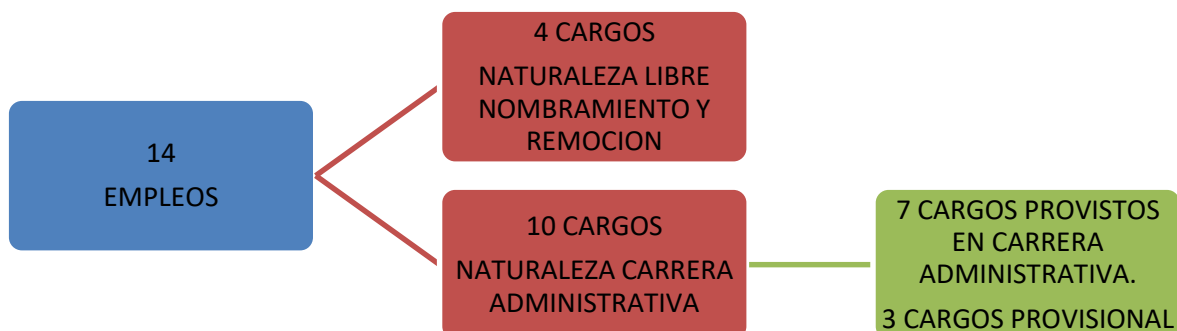 14
EMPLEOS
4 CARGOS
NATURALEZA LIBRE
NOMBRAMIENTO Y
REMOCION
10 CARGOS
NATURALEZA CARRERA
ADMINISTRATIVA
7 CARGOS PROVISTOS
EN CARRERA
ADMINISTRATIVA.
3 CARGOS PROVISIONAL